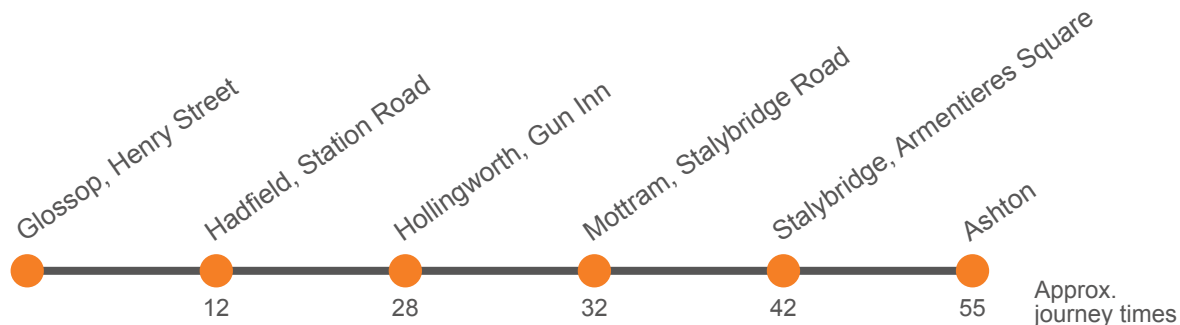 Glossop, Henry Street
Hadfield, Station Road
Hollingworth, Gun Inn
Mottram, Stalybridge Road
Stalybridge, Armentieres Square
Ashton
12
28
32
42
55
Approx.
journey times